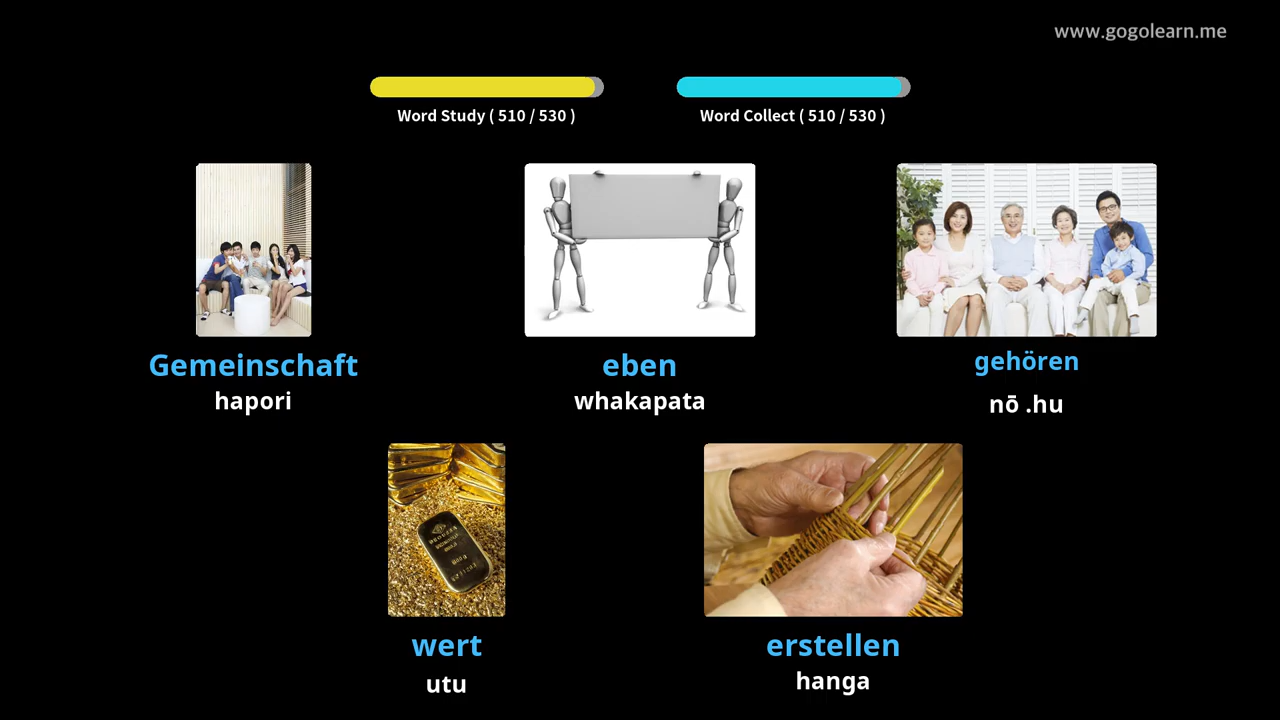 www.gogolearn.me
Word Study ( 510 / 530 )
Word Collect ( 510 / 530 )
Gemeinschaft
hapori
eben
whakapata
gehören
nō .hu
wert
utu
erstellen
hanga